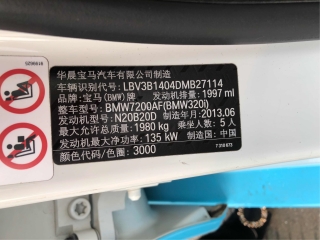 华晨宝马汽车有限公司制造
车辆识别代号: LBV3B1404DMB27114
品牌: 宝马(BMW)牌 发动机排量: 1997 ml
整车型号: BMW7200AF(BMW320i)
发动机型号: N20B20D 制造年月: 2013.06
最大允许总质量: 1980 kg 乘坐人数: 5人
发动机最大净功率: 135 kW 制造国: 中国
颜色代码/色圈: 3000